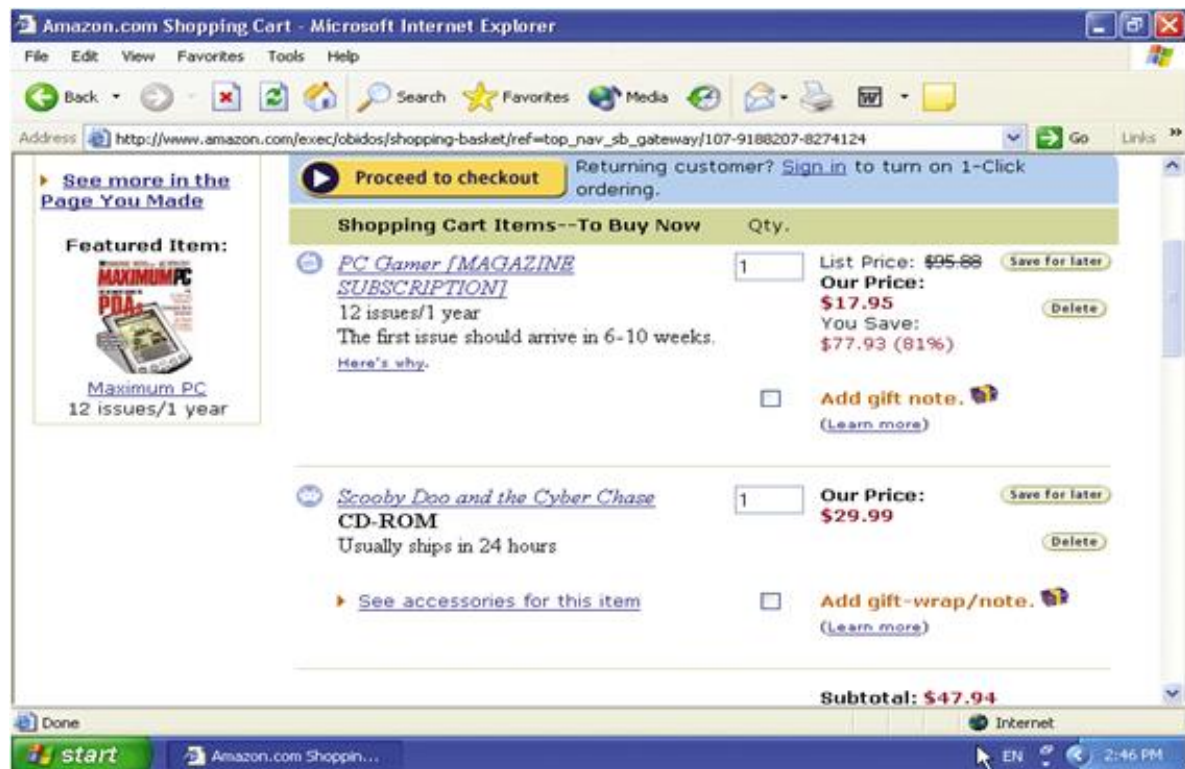 Amazon.com Shopping Cart - Microsoft Internet Explorer
File Edit View Favorites Tools Help
Back Search Favorites Media
Address http://www.amazon.com/exec/obidos/shopping-basket/ref=top_nav_sb_gateway/107-9188207-8274124 Go Links »
See more in the
Page You Made
Featured Item:
MAXIMUMPC
PDAs
Maximum PC
12 issues/1 year
Proceed to checkout
Returning customer? Sign in to turn on 1-Click
ordering.
Shopping Cart Items--To Buy Now Qty.
PC Gamer [MAGAZINE
SUBSCRIPTION]
12 issues/1 year
The first issue should arrive in 6-10 weeks.
Here's why.
1
List Price: $95.88
Our Price:
$17.95
You Save:
$77.93 (81%)
Save for later
Delete
Add gift note.
(Learn more)
Scooby Doo and the Cyber Chase
CD-ROM
Usually ships in 24 hours
See accessories for this item
1
Our Price:
$29.99
Save for later
Delete
Add gift-wrap/note.
(Learn more)
Subtotal: $47.94
Done Internet
start Amazon.com Shoppin... EN 2:46 PM